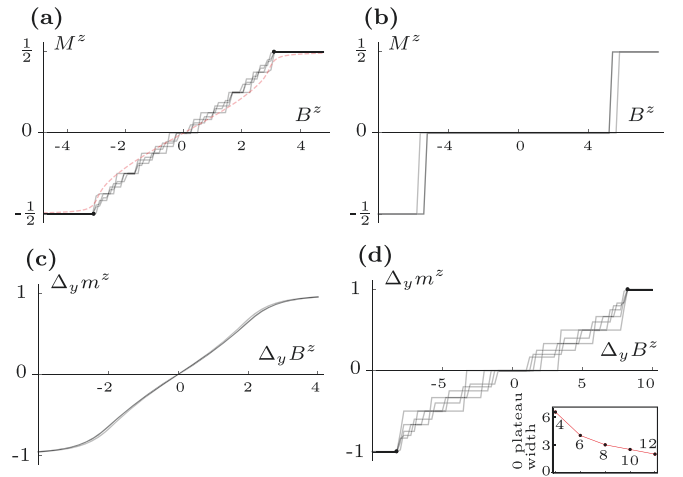 (a)
M^z
1/2
0
-1/2
-4 -2 0 2 4
B^z
(b)
M^z
1/2
0
-1/2
-4 0 4
B^z
(c)
Δ_y m^z
1
0
-1
-2 0 2 4
Δ_y B^z
(d)
Δ_y m^z
1
0
-1
-5 0 5 10
Δ_y B^z
0 plateau
width
6
3
0
4 6 8 10 12